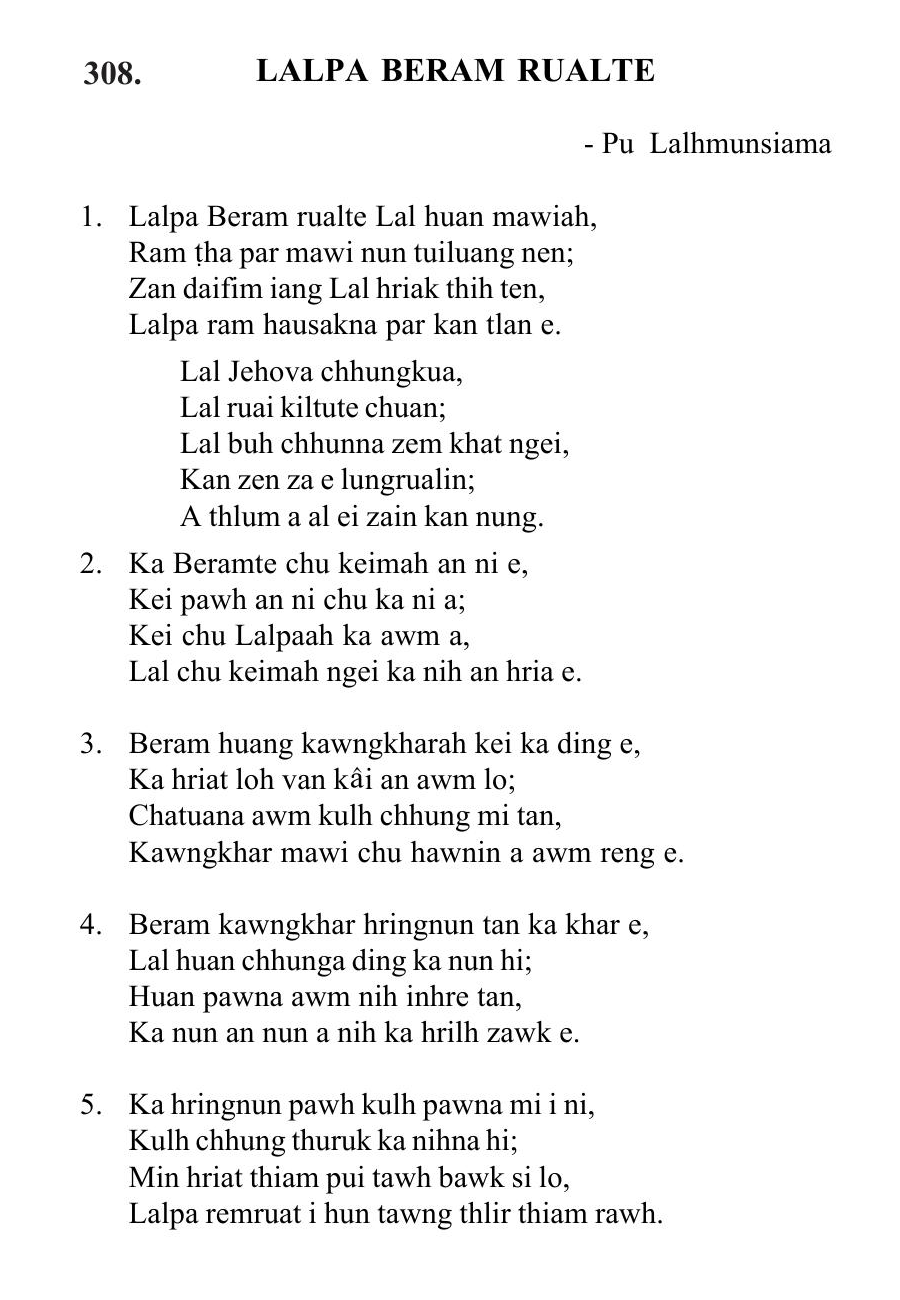 308. LALPA BERAM RUALTE
- Pu Lalhmunsiama
1. Lalpa Beram rualte Lal huan mawiah,
Ram ṭha par mawi nun tuiluang nen;
Zan daifim iang Lal hriak thih ten,
Lalpa ram hausakna par kan tlan e.
Lal Jehova chhungkua,
Lal ruai kiltute chuan;
Lal buh chhunna zem khat ngei,
Kan zen za e lungrualin;
A thlum a al ei zain kan nung.
2. Ka Beramte chu keimah an ni e,
Kei pawh an ni chu ka ni a;
Kei chu Lalpaah ka awm a,
Lal chu keimah ngei ka nih an hria e.
3. Beram huang kawngkharah kei ka ding e,
Ka hriat loh van kâi an awm lo;
Chatuana awm kulh chhung mi tan,
Kawngkhar mawi chu hawnin a awm reng e.
4. Beram kawngkhar hringnun tan ka khar e,
Lal huan chhunga ding ka nun hi;
Huan pawna awm nih inhre tan,
Ka nun an nun a nih ka hrilh zawk e.
5. Ka hringnun pawh kulh pawna mi i ni,
Kulh chhung thuruk ka nihna hi;
Min hriat thiam pui tawh bawk si lo,
Lalpa remruat i hun tawng thlir thiam rawh.